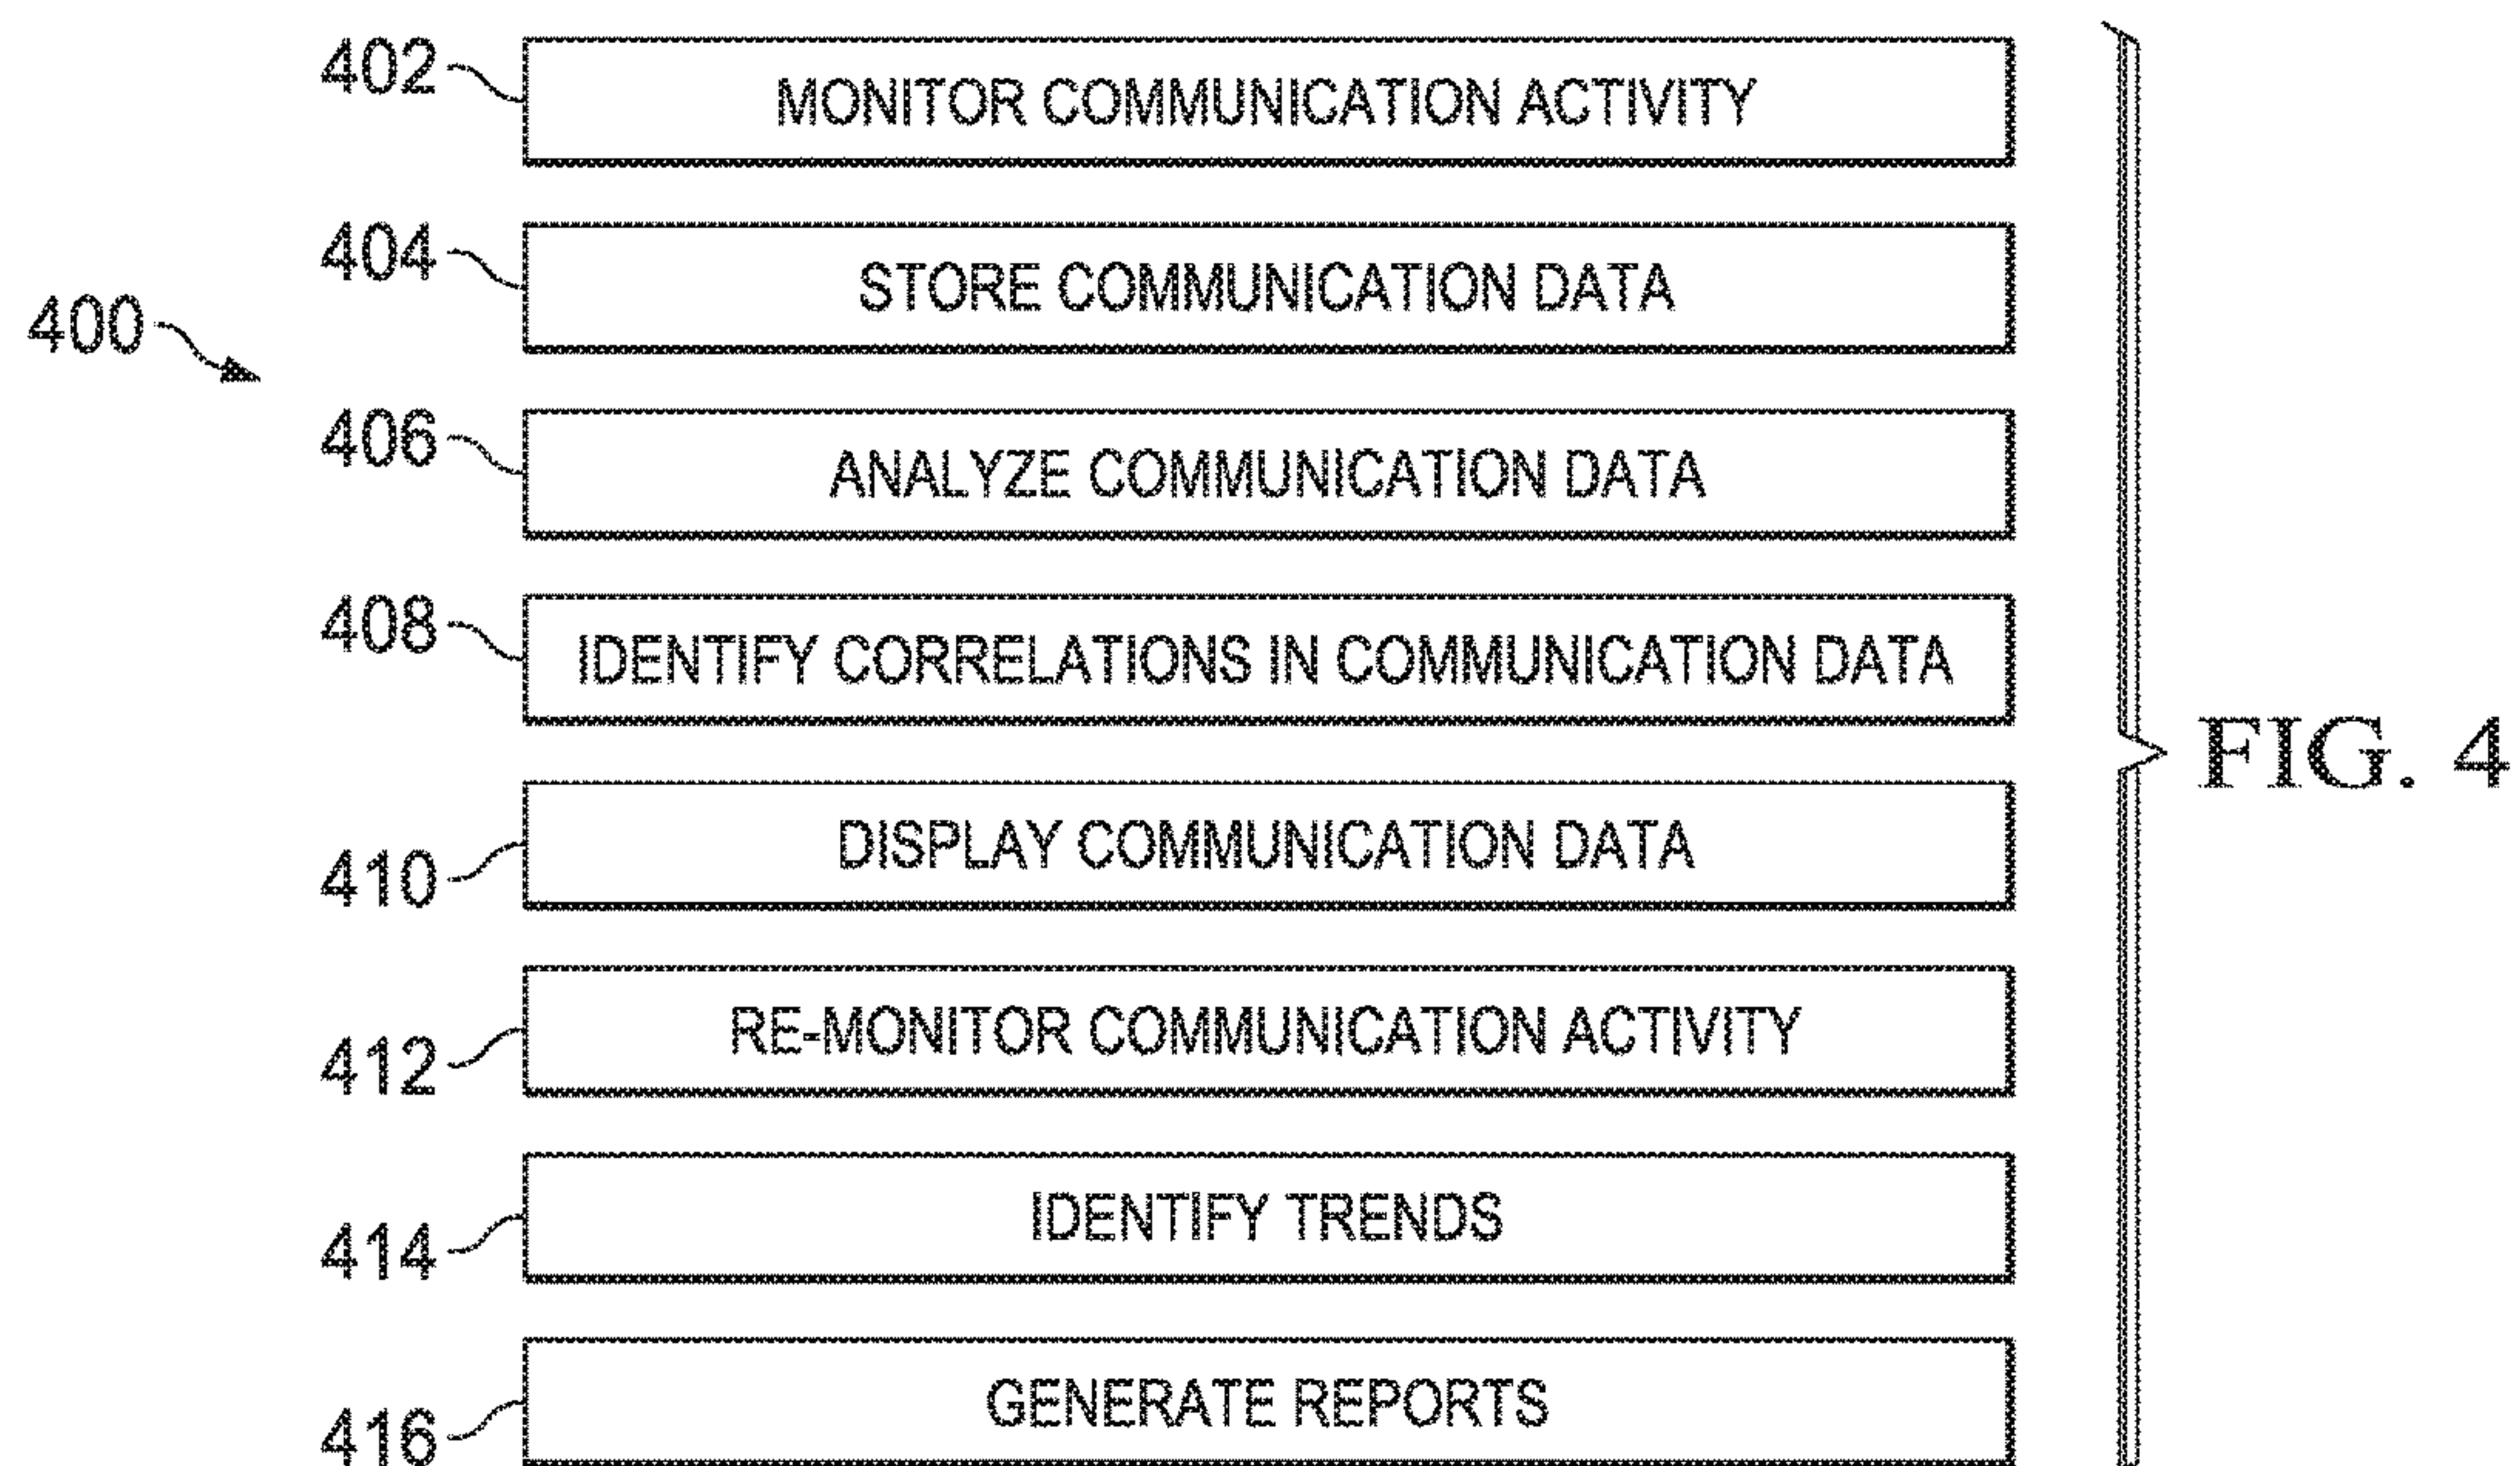 402 MONITOR COMMUNICATION ACTIVITY
404 STORE COMMUNICATION DATA
400
406 ANALYZE COMMUNICATION DATA
408 IDENTIFY CORRELATIONS IN COMMUNICATION DATA
FIG. 4
410 DISPLAY COMMUNICATION DATA
412 RE-MONITOR COMMUNICATION ACTIVITY
414 IDENTIFY TRENDS
416 GENERATE REPORTS